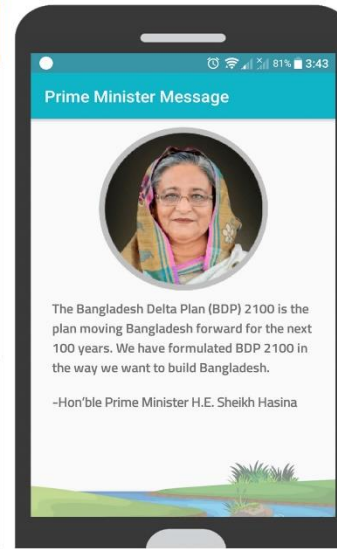 81% 3:43
Prime Minister Message
The Bangladesh Delta Plan (BDP) 2100 is the
plan moving Bangladesh forward for the next
100 years. We have formulated BDP 2100 in
the way we want to build Bangladesh.
-Hon'ble Prime Minister H.E. Sheikh Hasina